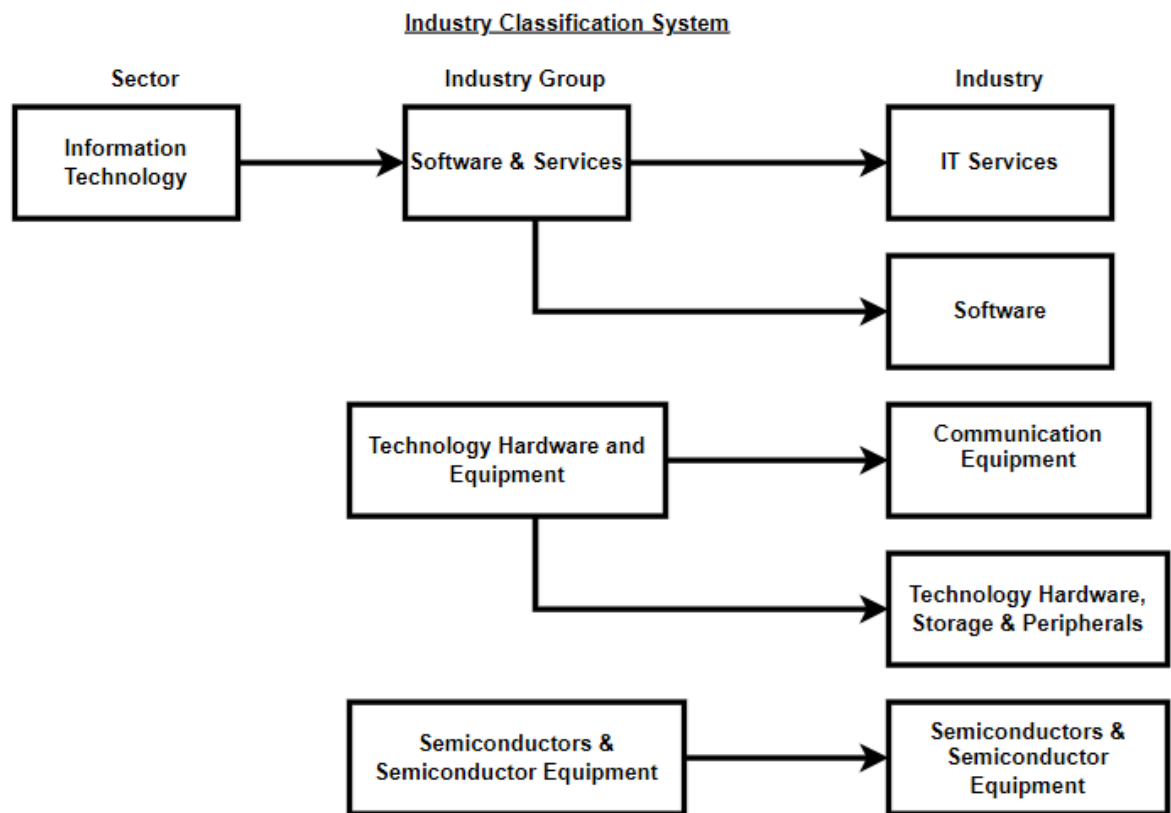 Industry Classification System
Sector
Industry Group
Industry
Information
Technology
Software & Services
IT Services
Software
Technology Hardware and
Equipment
Communication
Equipment
Technology Hardware,
Storage & Peripherals
Semiconductors &
Semiconductor Equipment
Semiconductors &
Semiconductor
Equipment